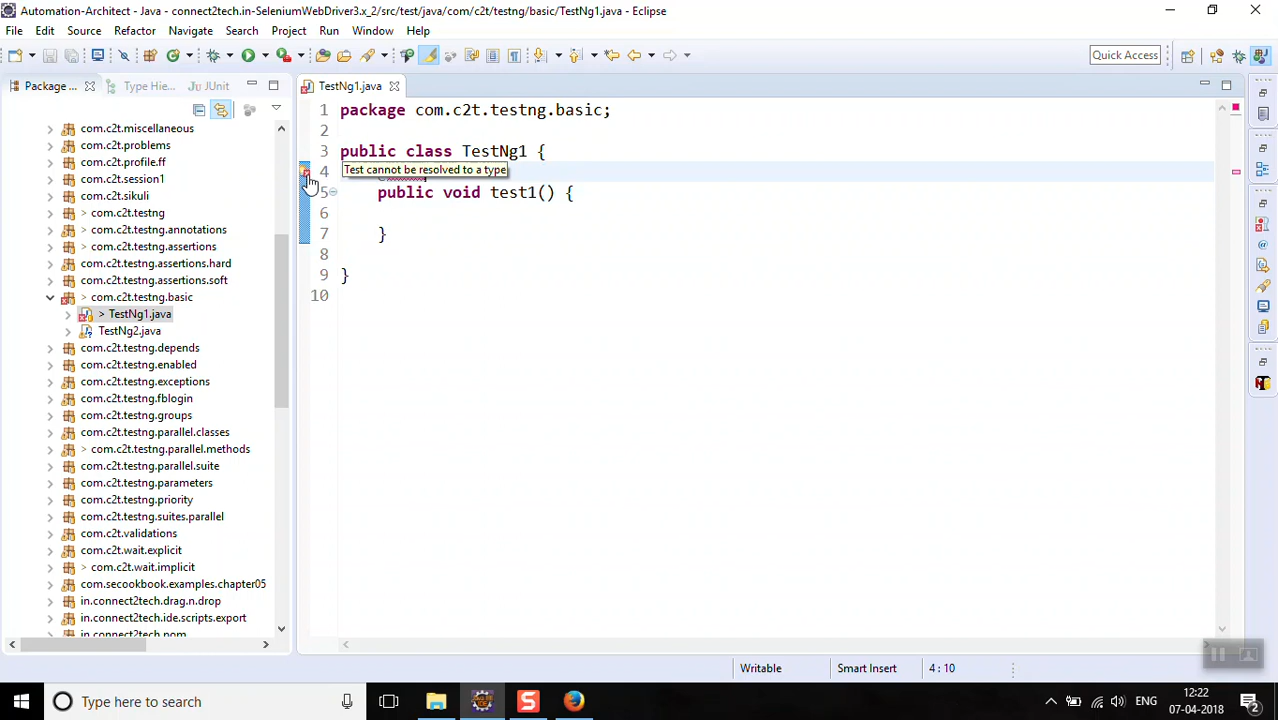 Automation-Architect - Java - connect2tech.in-SeleniumWebDriver3.x_2/src/test/java/com/c2t/testng/basic/TestNg1.java - Eclipse
File Edit Source Refactor Navigate Search Project Run Window Help
Quick Access
Package ... Type Hie... JUnit
TestNg1.java
com.c2t.miscellaneous
com.c2t.problems
com.c2t.profile.ff
com.c2t.session1
com.c2t.sikuli
> com.c2t.testng
com.c2t.testng.annotations
> com.c2t.testng.assertions
com.c2t.testng.assertions.hard
com.c2t.testng.assertions.soft
> com.c2t.testng.basic
> TestNg1.java
TestNg2.java
com.c2t.testng.depends
com.c2t.testng.enabled
com.c2t.testng.exceptions
com.c2t.testng.fblogin
com.c2t.testng.groups
com.c2t.testng.parallel.classes
> com.c2t.testng.parallel.methods
com.c2t.testng.parallel.suite
com.c2t.testng.parameters
com.c2t.testng.priority
com.c2t.testng.suites.parallel
com.c2t.validations
com.c2t.wait.explicit
> com.c2t.wait.implicit
com.secookbook.examples.chapter05
in.connect2tech.drag.n.drop
in.connect2tech.ide.scripts.export
in.connect2tech.pom
1 package com.c2t.testng.basic;
2
3 public class TestNg1 {
Test cannot be resolved to a type
4
5 public void test1() {
6
7 }
8
9 }
10
Writable Smart Insert 4 : 10
Type here to search
ENG
12:22
07-04-2018
2